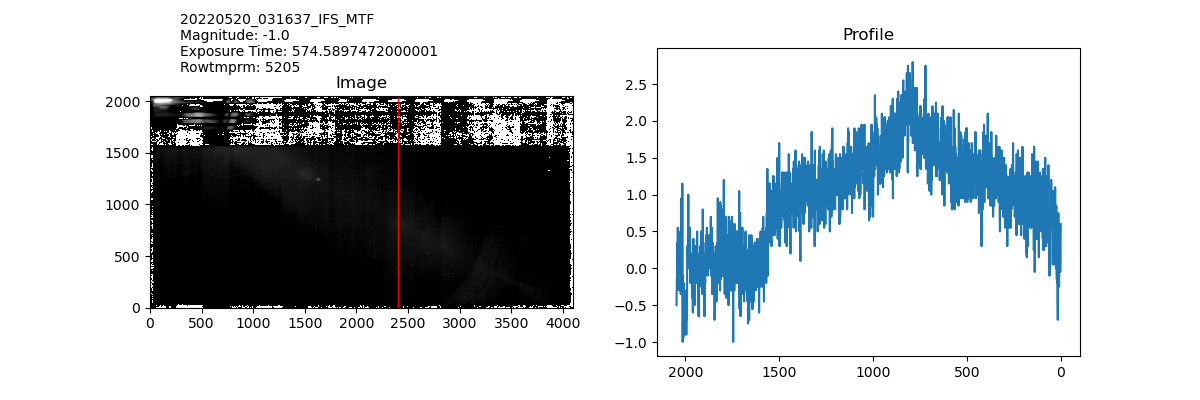 20220520_031637_IFS_MTF
Magnitude: -1.0
Exposure Time: 574.5897472000001
Rowtmprm: 5205
Image
2000
1500
1000
500
0
0 500 1000 1500 2000 2500 3000 3500 4000
Profile
2.5
2.0
1.5
1.0
0.5
0.0
−0.5
−1.0
2000 1500 1000 500 0